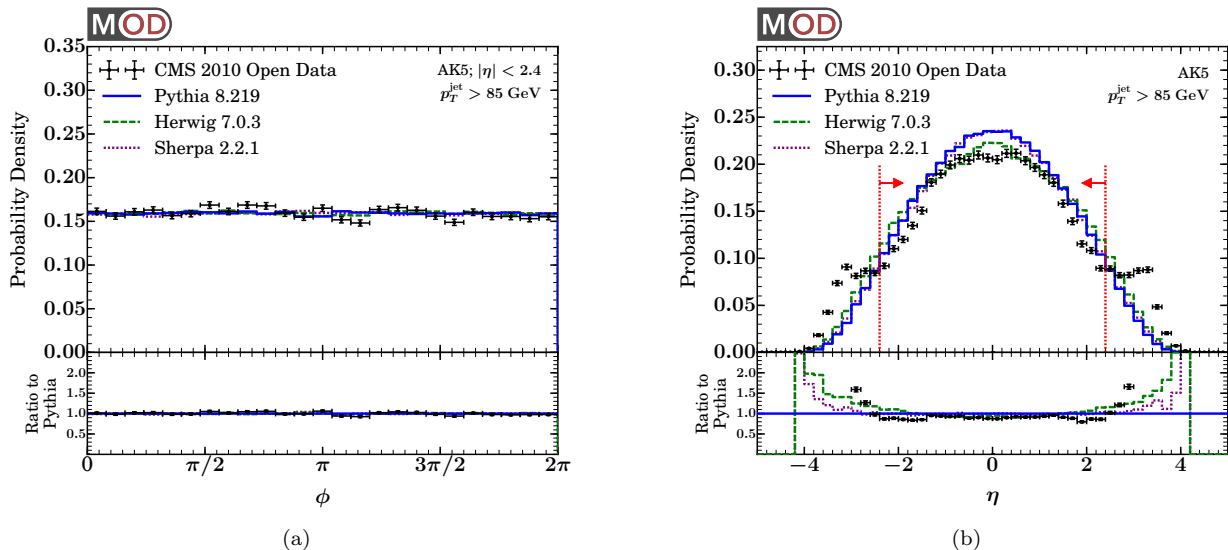 MOD
0.35
0.30
0.25
0.20
0.15
0.10
0.05
0.00
Probability Density
CMS 2010 Open Data
Pythia 8.219
Herwig 7.0.3
Sherpa 2.2.1
AK5; |η| < 2.4
p_T^jet > 85 GeV
2.0
1.5
1.0
0.5
Ratio to
Pythia
0 π/2 π 3π/2 2π
ϕ
(a)
MOD
0.35
0.30
0.25
0.20
0.15
0.10
0.05
0.00
Probability Density
CMS 2010 Open Data
Pythia 8.219
Herwig 7.0.3
Sherpa 2.2.1
AK5
p_T^jet > 85 GeV
2.0
1.5
1.0
0.5
Ratio to
Pythia
−4 −2 0 2 4
η
(b)